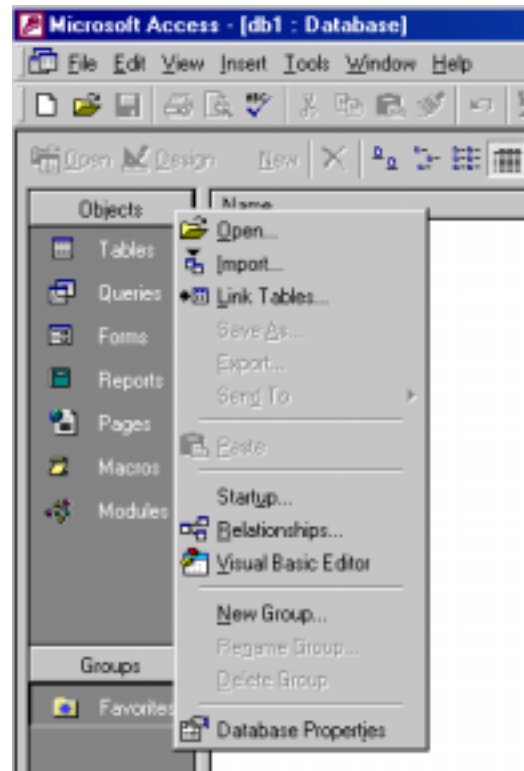 Microsoft Access - [db1 : Database]
File Edit View Insert Tools Window Help
Open Design New
Objects
Name
Tables
Queries
Forms
Reports
Pages
Macros
Modules
Groups
Favorites
Open...
Import...
Link Tables...
Save As...
Export...
Send To
Paste
Startup...
Relationships...
Visual Basic Editor
New Group...
Rename Group...
Delete Group
Database Properties